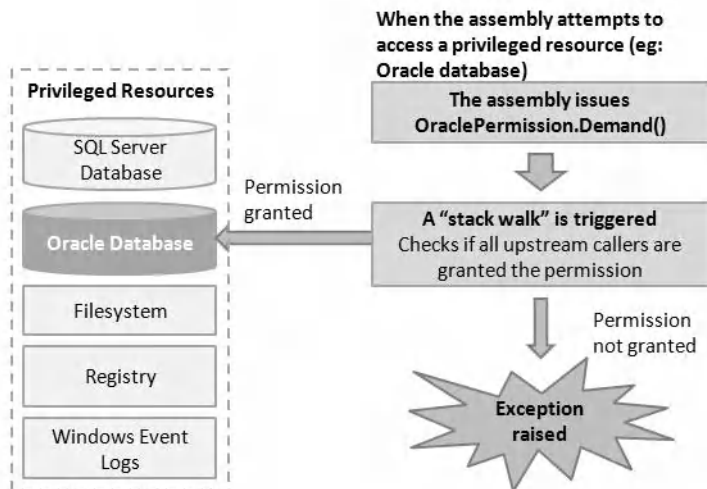 When the assembly attempts to
access a privileged resource (eg:
Oracle database)
Privileged Resources
SQL Server
Database
Oracle Database
Filesystem
Registry
Windows Event
Logs
The assembly issues
OraclePermission.Demand()
Permission
granted
A “stack walk” is triggered
Checks if all upstream callers are
granted the permission
Permission
not granted
Exception
raised